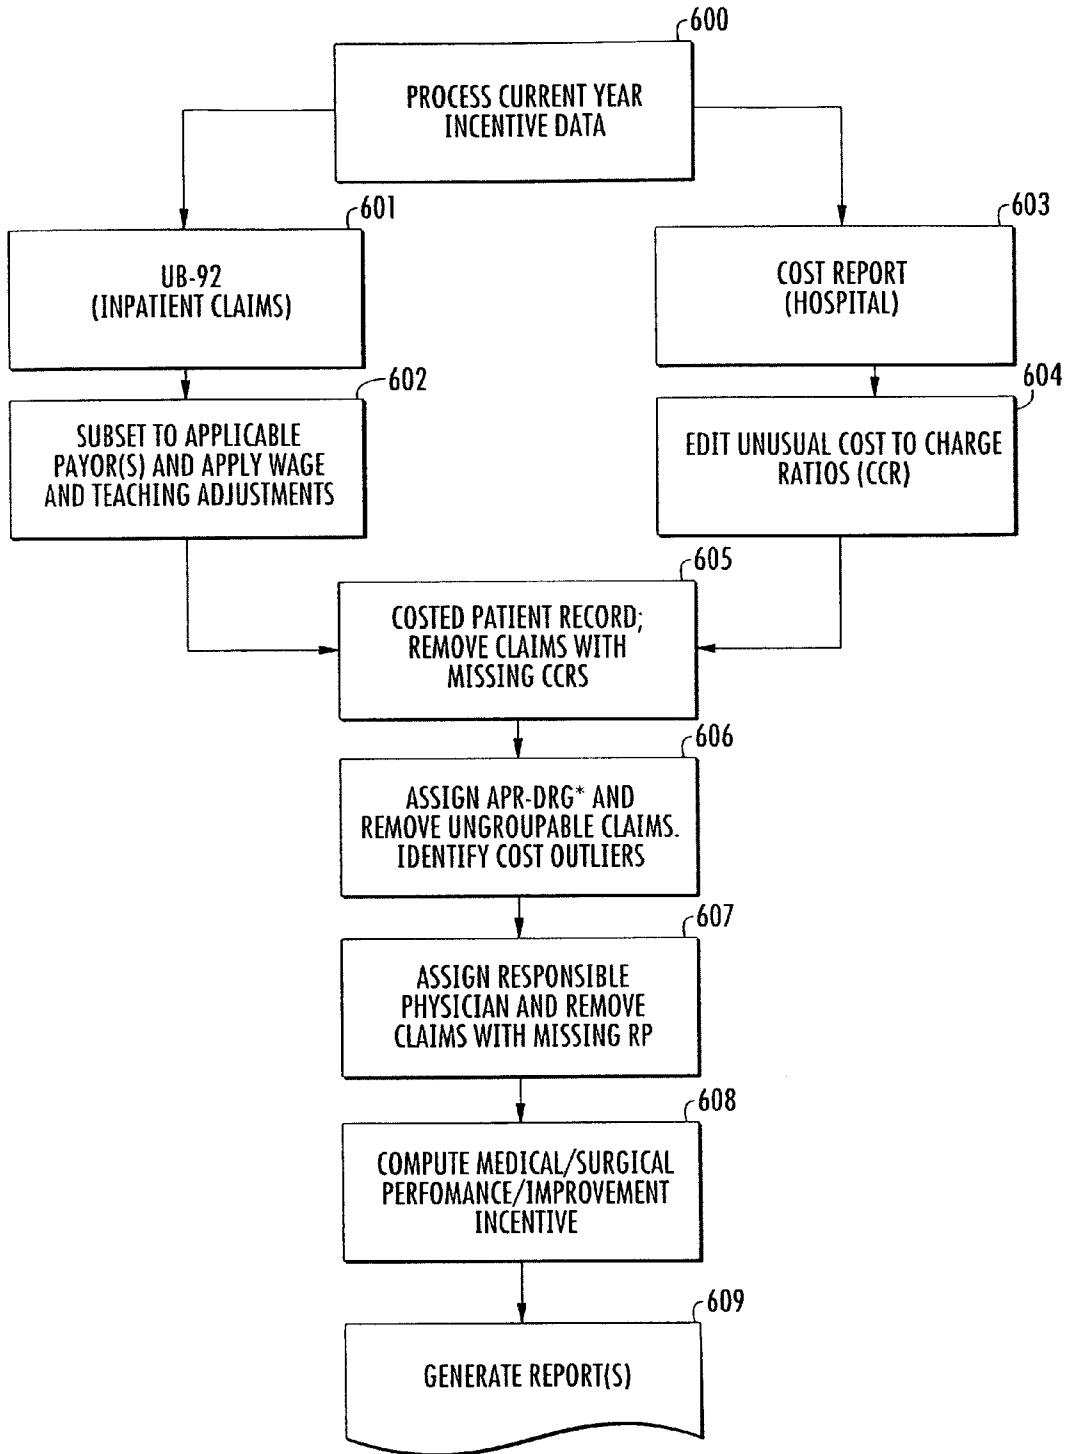 600
PROCESS CURRENT YEAR
INCENTIVE DATA
601
UB-92
(INPATIENT CLAIMS)
603
COST REPORT
(HOSPITAL)
602
SUBSET TO APPLICABLE
PAYOR(S) AND APPLY WAGE
AND TEACHING ADJUSTMENTS
604
EDIT UNUSUAL COST TO CHARGE
RATIOS (CCR)
605
COSTED PATIENT RECORD;
REMOVE CLAIMS WITH
MISSING CCRS
606
ASSIGN APR-DRG* AND
REMOVE UNGROUPABLE CLAIMS.
IDENTIFY COST OUTLIERS
607
ASSIGN RESPONSIBLE
PHYSICIAN AND REMOVE
CLAIMS WITH MISSING RP
608
COMPUTE MEDICAL/SURGICAL
PERFOMANCE/IMPROVEMENT
INCENTIVE
609
GENERATE REPORT(S)